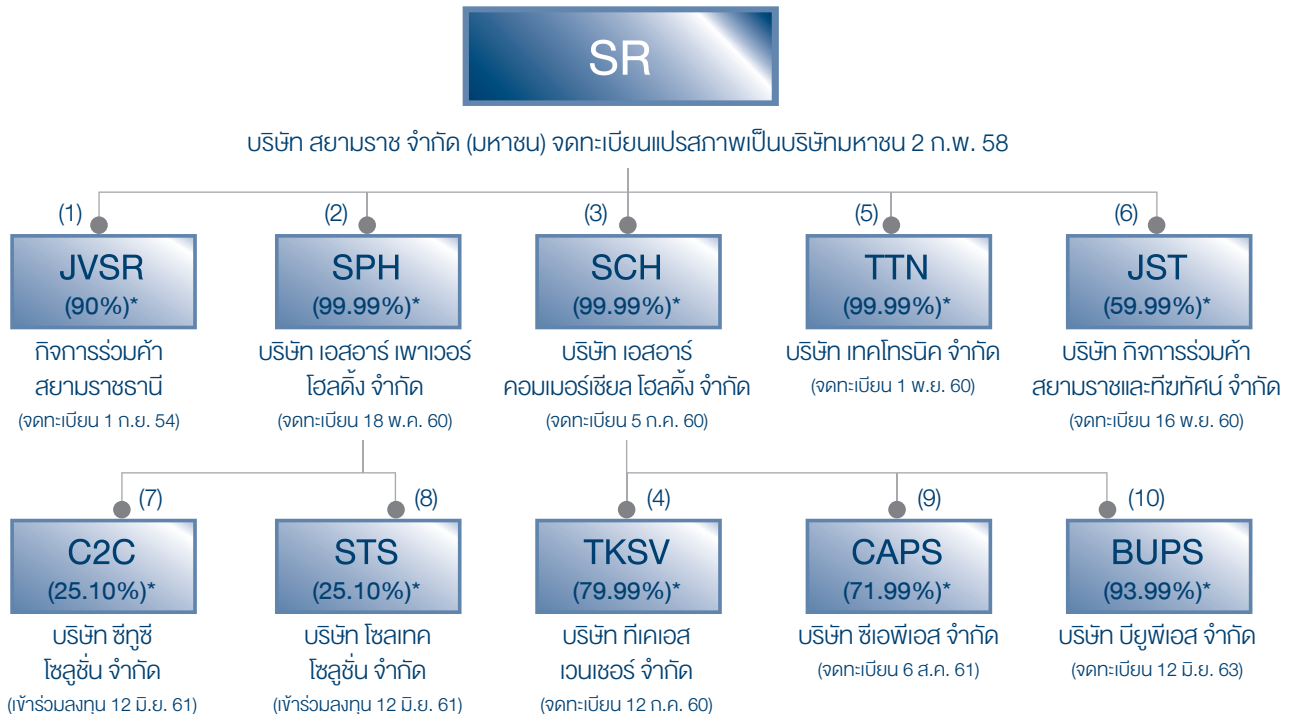 SR
บริษัท สยามราช จำกัด (มหาชน) จดทะเบียนแปรสภาพเป็นบริษัทมหาชน 2 ก.พ. 58
(1)
JVSR
(90%)*
กิจการร่วมค้า
สยามราชธานี
(จดทะเบียน 1 ก.ย. 54)
(2)
SPH
(99.99%)*
บริษัท เอสอาร์ เพาเวอร์
โฮลดิ้ง จำกัด
(จดทะเบียน 18 พ.ค. 60)
(3)
SCH
(99.99%)*
บริษัท เอสอาร์
คอมเมอร์เชียล โฮลดิ้ง จำกัด
(จดทะเบียน 5 ก.ค. 60)
(5)
TTN
(99.99%)*
บริษัท เทคโทรนิค จำกัด
(จดทะเบียน 1 พ.ย. 60)
(6)
JST
(59.99%)*
บริษัท กิจการร่วมค้า
สยามราชและทีฆทัศน์ จำกัด
(จดทะเบียน 16 พ.ย. 60)
(7)
C2C
(25.10%)*
บริษัท ซีทูซี
โซลูชั่น จำกัด
(เข้าร่วมลงทุน 12 มิ.ย. 61)
(8)
STS
(25.10%)*
บริษัท โซลเทค
โซลูชั่น จำกัด
(เข้าร่วมลงทุน 12 มิ.ย. 61)
(4)
TKSV
(79.99%)*
บริษัท ทีเคเอส
เวนเชอร์ จำกัด
(จดทะเบียน 12 ก.ค. 60)
(9)
CAPS
(71.99%)*
บริษัท ซีเอพีเอส จำกัด
(จดทะเบียน 6 ส.ค. 61)
(10)
BUPS
(93.99%)*
บริษัท บียูพีเอส จำกัด
(จดทะเบียน 12 มิ.ย. 63)